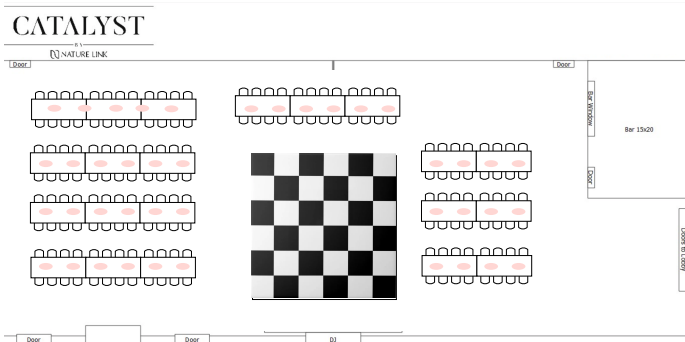 CATALYST
BY
NATURE LINK
Door
Door
Bar Window
Bar 15x20
Door
Doors to Lobby
Door
Door
DJ